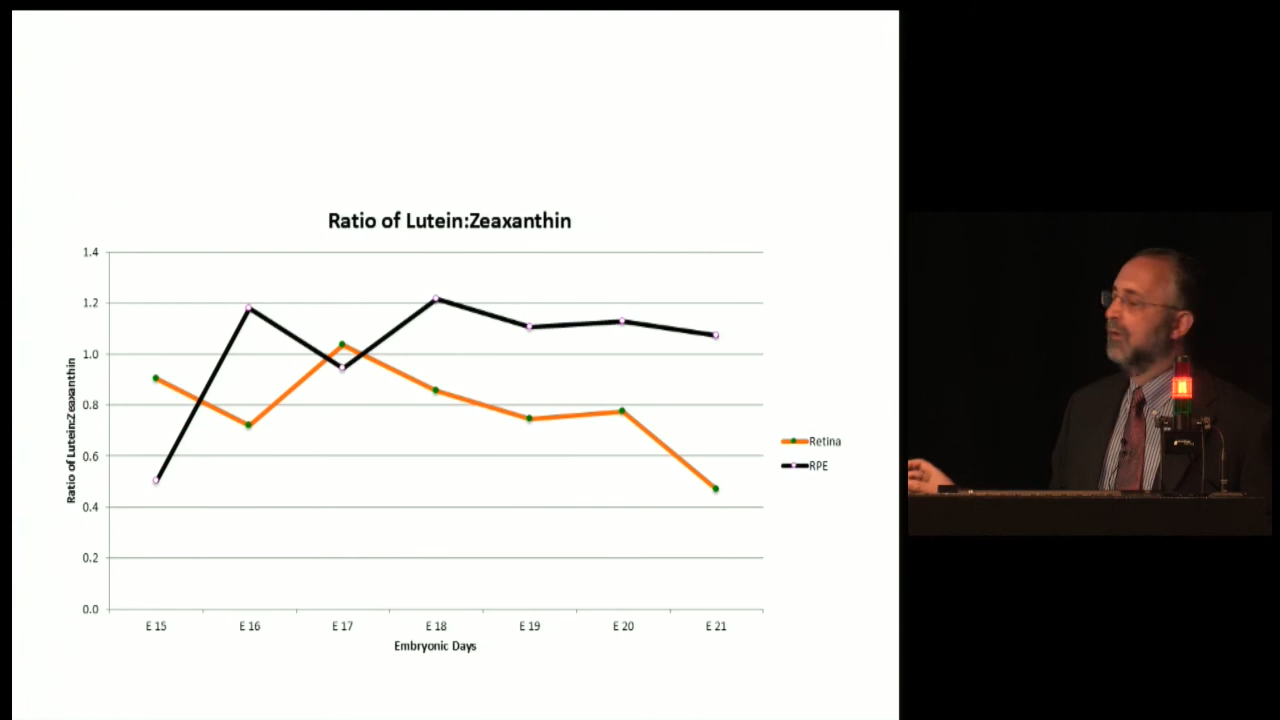 Ratio of Lutein:Zeaxanthin
Ratio of Lutein:Zeaxanthin
1.4
1.2
1.0
0.8
0.6
0.4
0.2
0.0
E 15 E 16 E 17 E 18 E 19 E 20 E 21
Embryonic Days
Retina
RPE